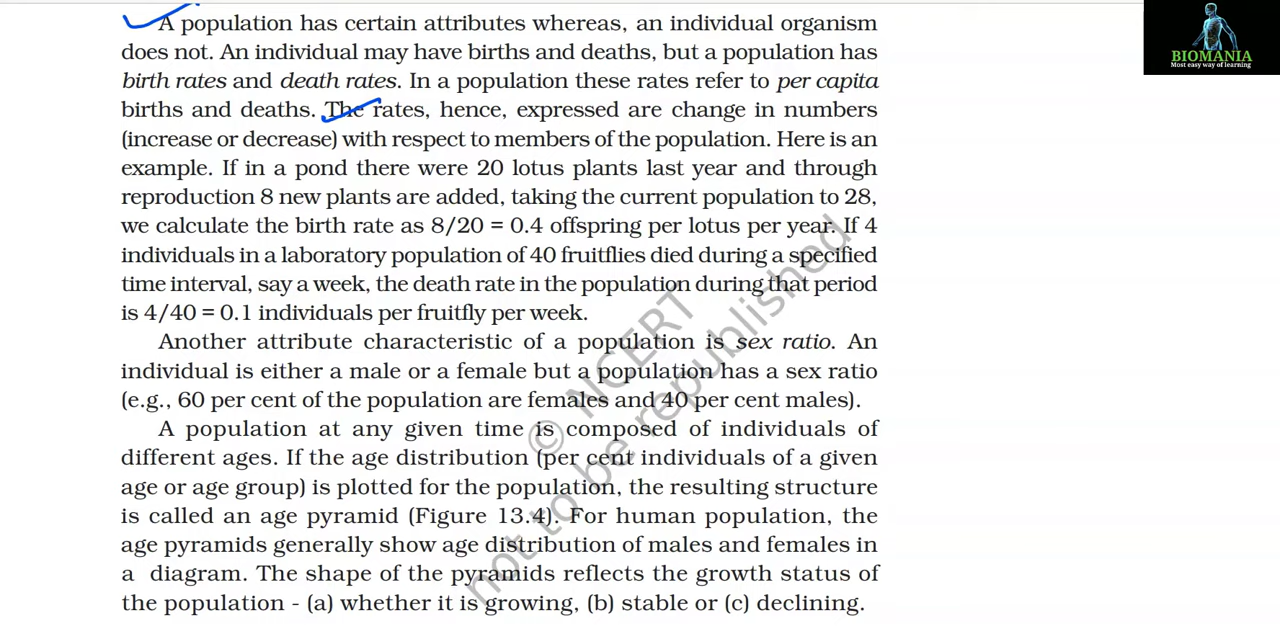 A population has certain attributes whereas, an individual organism
does not. An individual may have births and deaths, but a population has
birth rates and death rates. In a population these rates refer to per capita
births and deaths. The rates, hence, expressed are change in numbers
(increase or decrease) with respect to members of the population. Here is an
example. If in a pond there were 20 lotus plants last year and through
reproduction 8 new plants are added, taking the current population to 28,
we calculate the birth rate as 8/20 = 0.4 offspring per lotus per year. If 4
individuals in a laboratory population of 40 fruitflies died during a specified
time interval, say a week, the death rate in the population during that period
is 4/40 = 0.1 individuals per fruitfly per week.
Another attribute characteristic of a population is sex ratio. An
individual is either a male or a female but a population has a sex ratio
(e.g., 60 per cent of the population are females and 40 per cent males).
A population at any given time is composed of individuals of
different ages. If the age distribution (per cent individuals of a given
age or age group) is plotted for the population, the resulting structure
is called an age pyramid (Figure 13.4). For human population, the
age pyramids generally show age distribution of males and females in
a diagram. The shape of the pyramids reflects the growth status of
the population - (a) whether it is growing, (b) stable or (c) declining.
© NCERT
not to be republished
BIOMANIA
Most easy way of learning